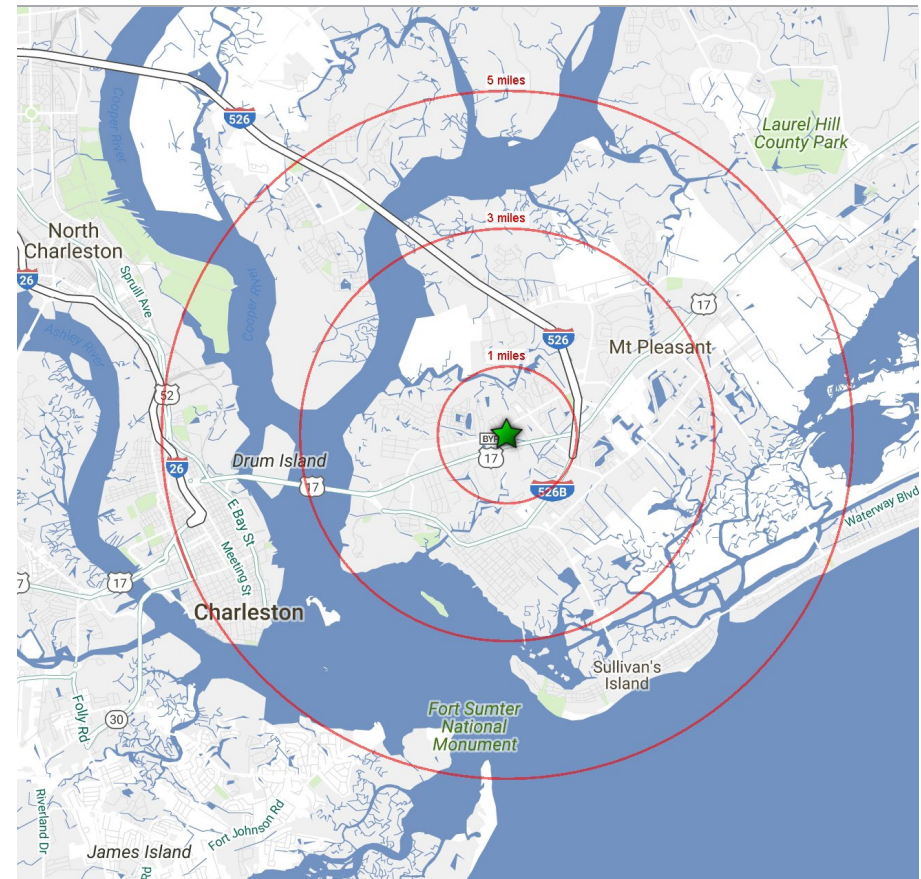 5 miles
526
Cooper River
Laurel Hill
County Park
3 miles
North
Charleston
26
Spruill Ave
Cooper River
17
Ashley River
526
Mt Pleasant
1 miles
52
BYP
17
Drum Island
26
17
526B
E Bay St
Meeting St
Waterway Blvd
17
17
Charleston
Sullivan's
Island
Folly Rd
30
Fort Sumter
National
Monument
Riverland Dr
Fort Johnson Rd
James Island